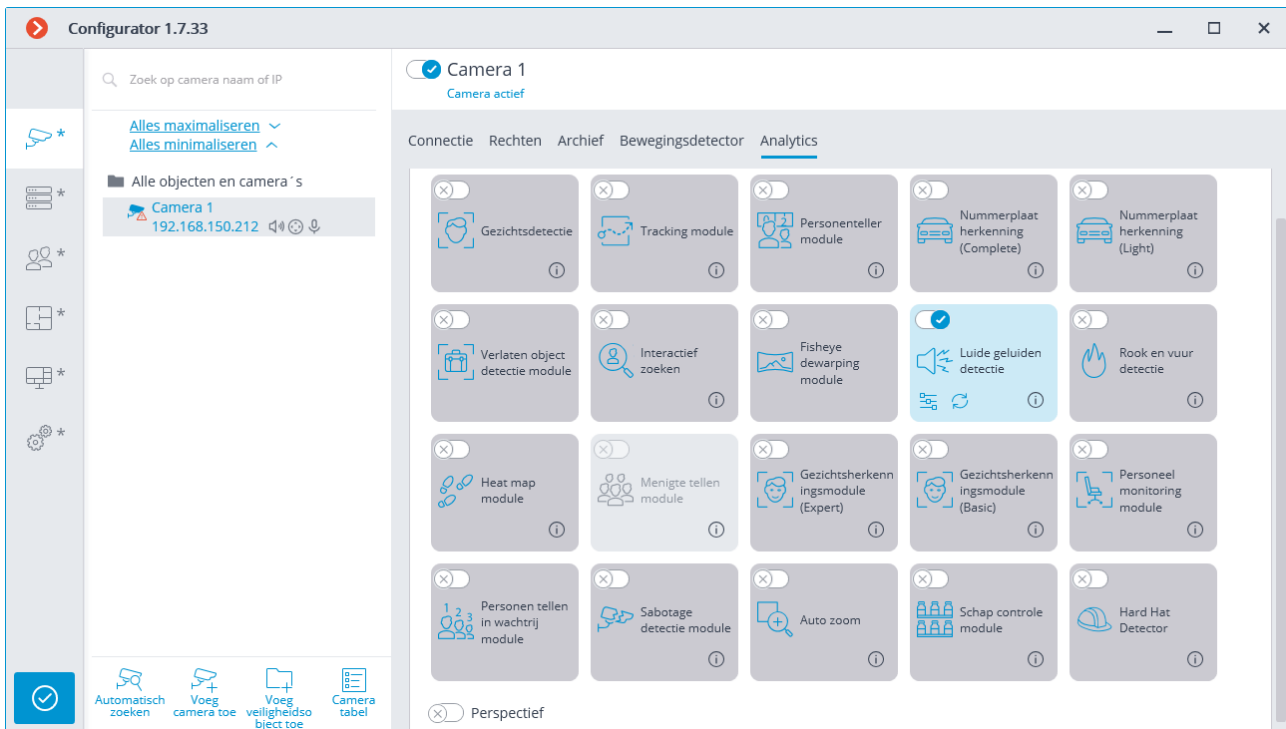 Configurator 1.7.33
Zoek op camera naam of IP
Alles maximaliseren
Alles minimaliseren
Alle objecten en camera´s
Camera 1
192.168.150.212
Automatisch
zoeken
Voeg
camera toe
Voeg
veiligheidso
bject toe
Camera
tabel
Camera 1
Camera actief
Connectie Rechten Archief Bewegingsdetector Analytics
Gezichtsdetectie
Tracking module
Personenteller
module
Nummerplaat
herkenning
(Complete)
Nummerplaat
herkenning
(Light)
Verlaten object
detectie module
Interactief
zoeken
Fisheye
dewarping
module
Luide geluiden
detectie
Rook en vuur
detectie
Heat map
module
Menigte tellen
module
Gezichtsherkenn
ingsmodule
(Expert)
Gezichtsherkenn
ingsmodule
(Basic)
Personeel
monitoring
module
Personen tellen
in wachtrij
module
Sabotage
detectie module
Auto zoom
Schap controle
module
Hard Hat
Detector
Perspectief